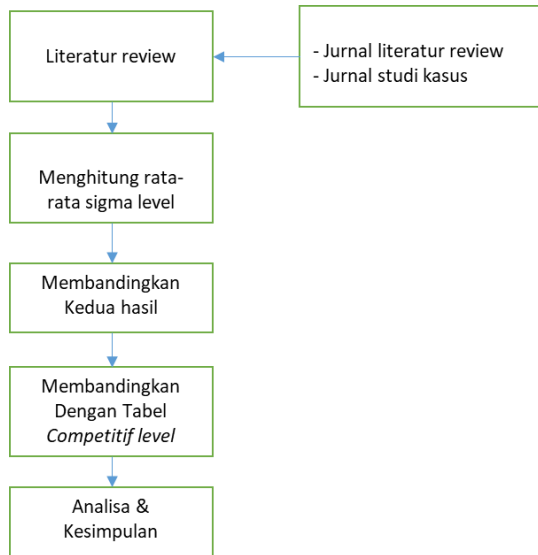 Literatur review
- Jurnal literatur review
- Jurnal studi kasus
Menghitung rata-
rata sigma level
Membandingkan
Kedua hasil
Membandingkan
Dengan Tabel
Competitif level
Analisa &
Kesimpulan